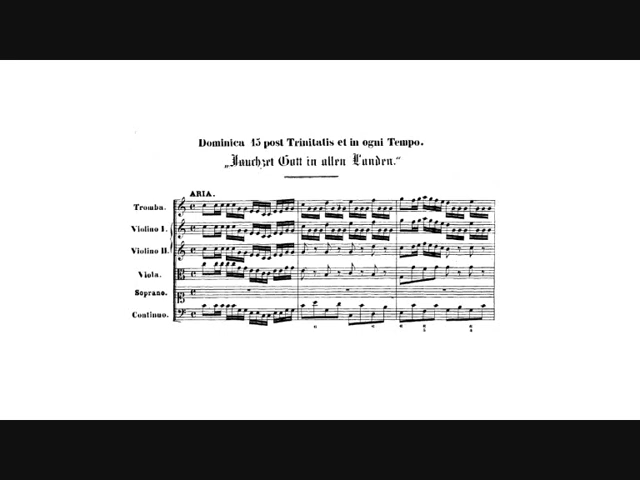 Dominica 15 post Trinitatis et in ogni Tempo.
„Jauchzet Gott in allen Landen.“
ARIA.
Tromba.
Violino I.
Violino II.
Viola.
Soprano.
Continuo.